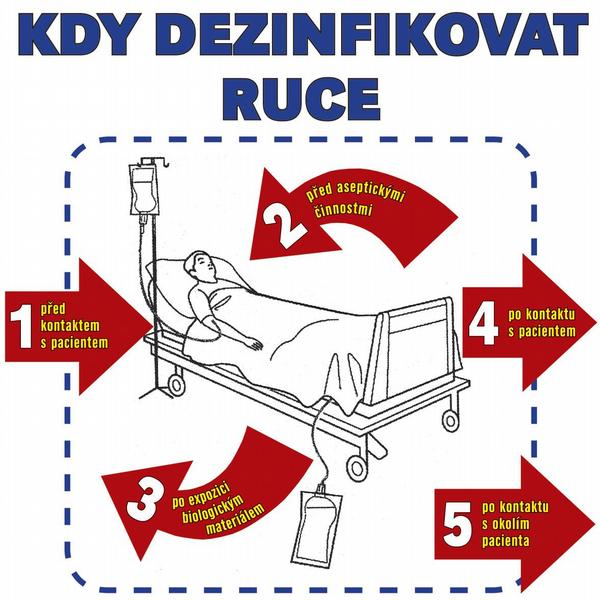 KDY DEZINFIKOVAT
RUCE
1
před
kontaktem
s pacientem
2
před aseptickými
činnostmi
3
po expozici
biologickým
materiálem
4
po kontaktu
s pacientem
5
po kontaktu
s okolím
pacienta